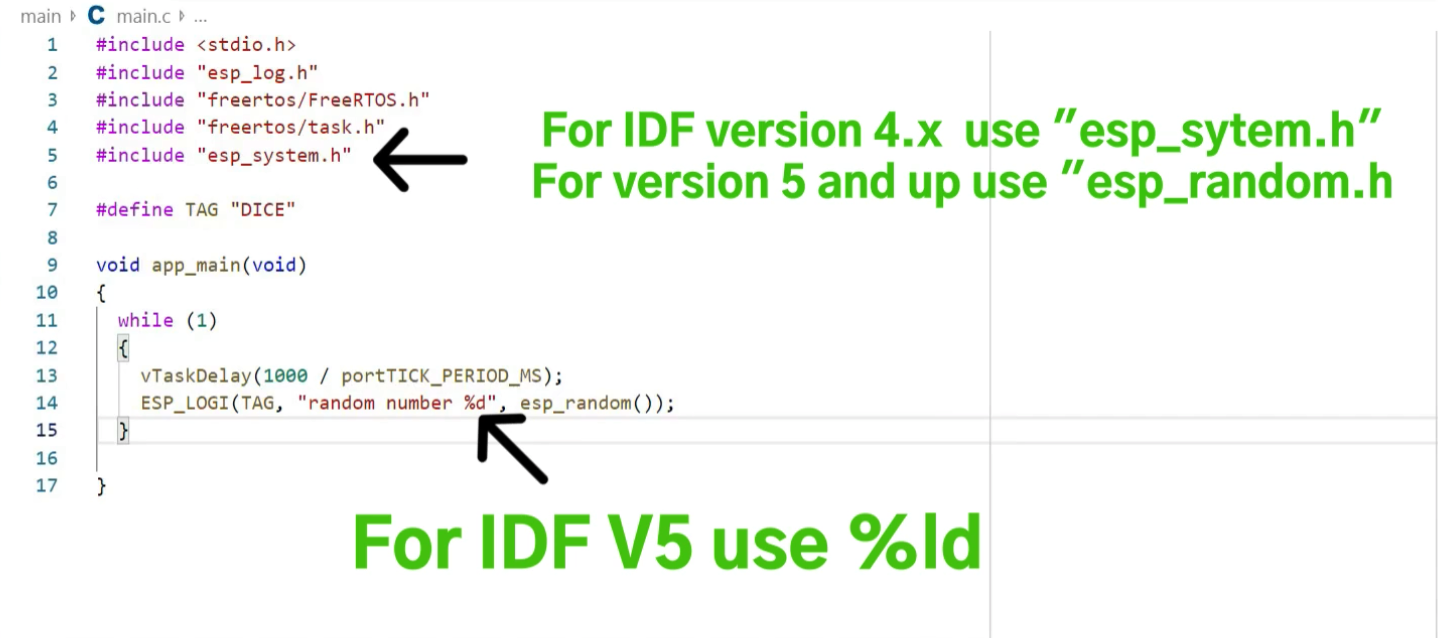 main C main.c ...
1 #include <stdio.h>
2 #include "esp_log.h"
3 #include "freertos/FreeRTOS.h"
4 #include "freertos/task.h"
5 #include "esp_system.h"
For IDF version 4.x use "esp_sytem.h"
For version 5 and up use "esp_random.h
6
7 #define TAG "DICE"
8
9 void app_main(void)
10 {
11 while (1)
12 {
13 vTaskDelay(1000 / portTICK_PERIOD_MS);
14 ESP_LOGI(TAG, "random number %d", esp_random());
15 }
16
17 }
For IDF V5 use %ld